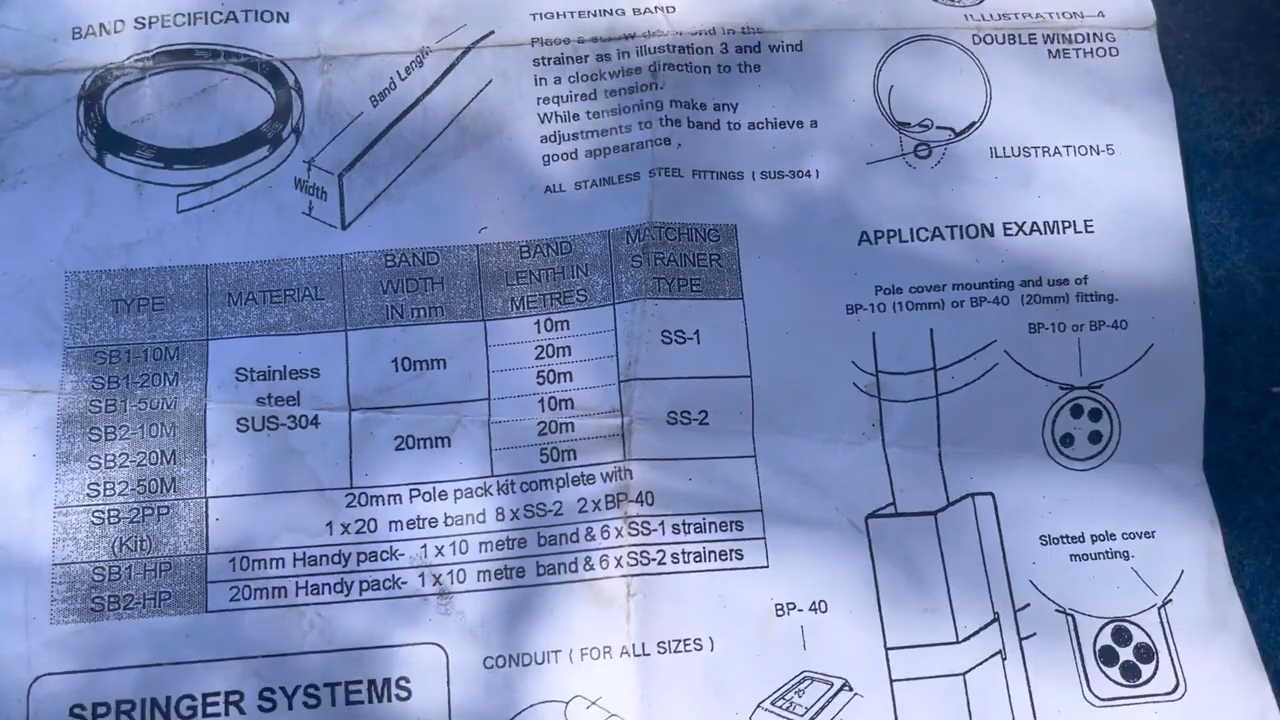 BAND SPECIFICATION
Band Length
Width
TIGHTENING BAND
Place a screw driver end in the
strainer as in illustration 3 and wind
in a clockwise direction to the
required tension.
While tensioning make any
adjustments to the band to achieve a
good appearance.
ALL STAINLESS STEEL FITTINGS ( SUS-304 )
ILLUSTRATION-4
DOUBLE WINDING
METHOD
ILLUSTRATION-5
TYPE
MATERIAL
BAND
WIDTH
IN mm
BAND
LENTH IN
METRES
MATCHING
STRAINER
TYPE
SB1-10M
SB1-20M
SB1-50M
SB2-10M
SB2-20M
SB2-50M
Stainless
steel
SUS-304
10mm
20mm
10m
20m
50m
10m
20m
50m
SS-1
SS-2
SB-2PP
(Kit)
20mm Pole pack kit complete with
1 x 20 metre band 8 x SS-2 2 x BP-40
SB1-HP
10mm Handy pack- 1 x 10 metre band & 6 x SS-1 strainers
SB2-HP
20mm Handy pack- 1 x 10 metre band & 6 x SS-2 strainers
APPLICATION EXAMPLE
Pole cover mounting and use of
BP-10 (10mm) or BP-40 (20mm) fitting.
BP-10 or BP-40
Slotted pole cover
mounting.
BP- 40
CONDUIT ( FOR ALL SIZES )
SPRINGER SYSTEMS